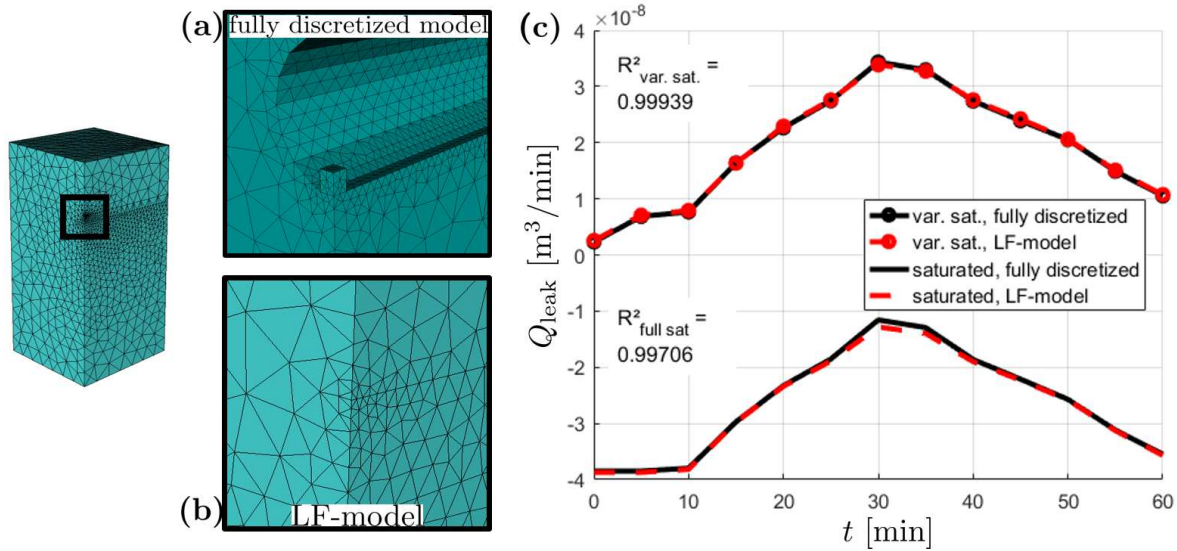 (a)
fully discretized model
(b)
LF-model
(c)
×10⁻⁸
4
3
2
1
0
-1
-2
-3
-4
Q_leak [m³/min]
R²var. sat. =
0.99939
R²full sat =
0.99706
var. sat., fully discretized
var. sat., LF-model
saturated, fully discretized
saturated, LF-model
0 10 20 30 40 50 60
t [min]